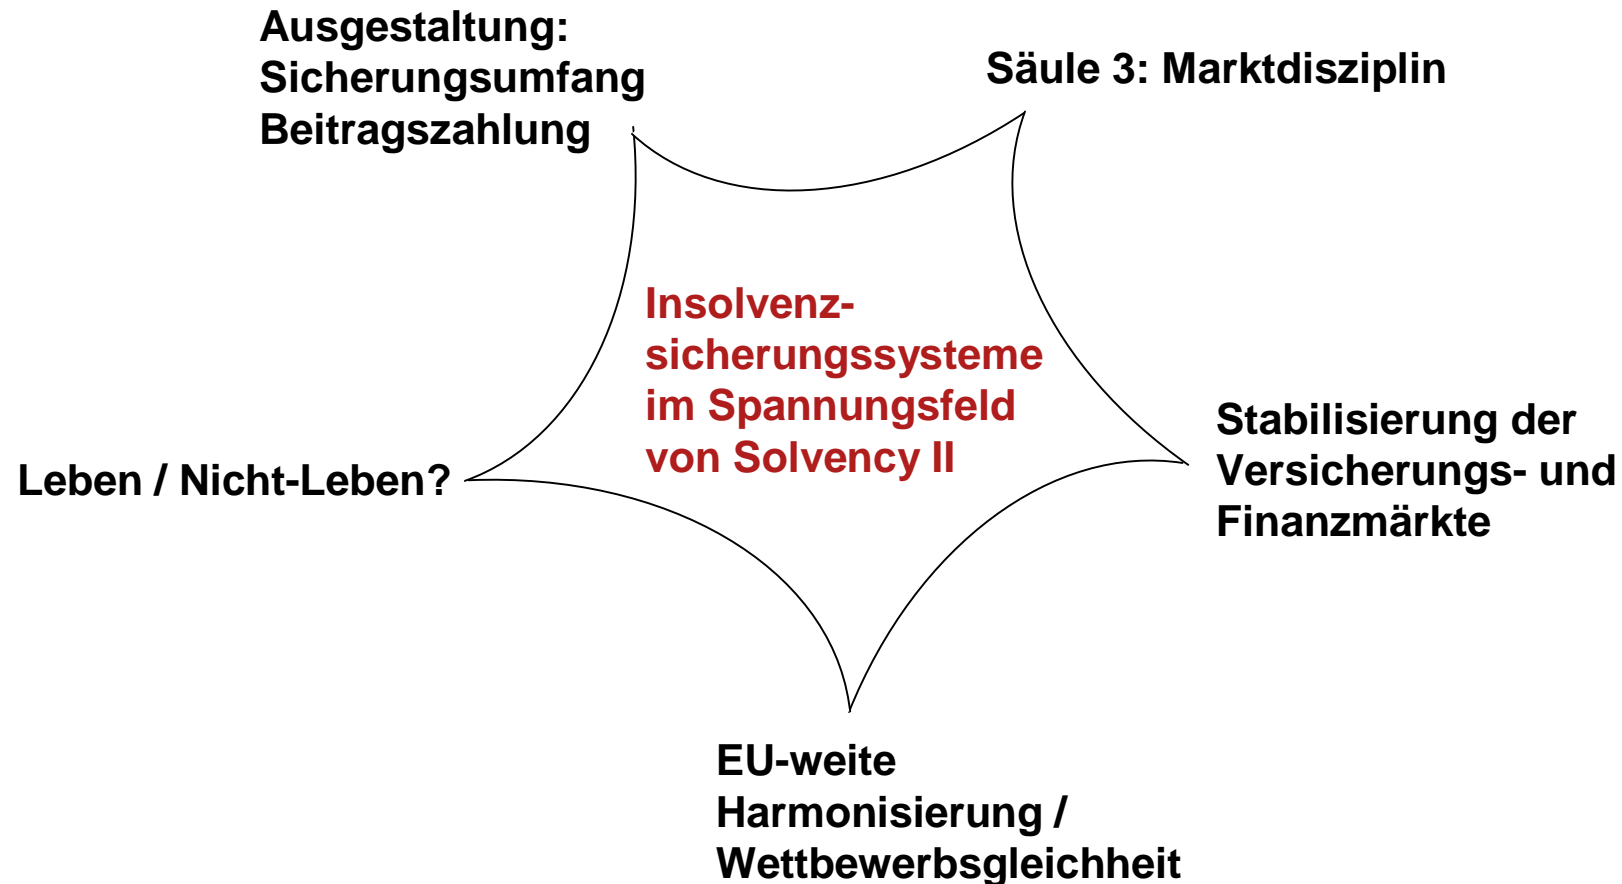 Ausgestaltung:
Sicherungsumfang
Beitragszahlung
Säule 3: Marktdisziplin
Insolvenz-
sicherungssysteme
im Spannungsfeld
von Solvency II
Stabilisierung der
Versicherungs- und
Finanzmärkte
Leben / Nicht-Leben?
EU-weite
Harmonisierung /
Wettbewerbsgleichheit